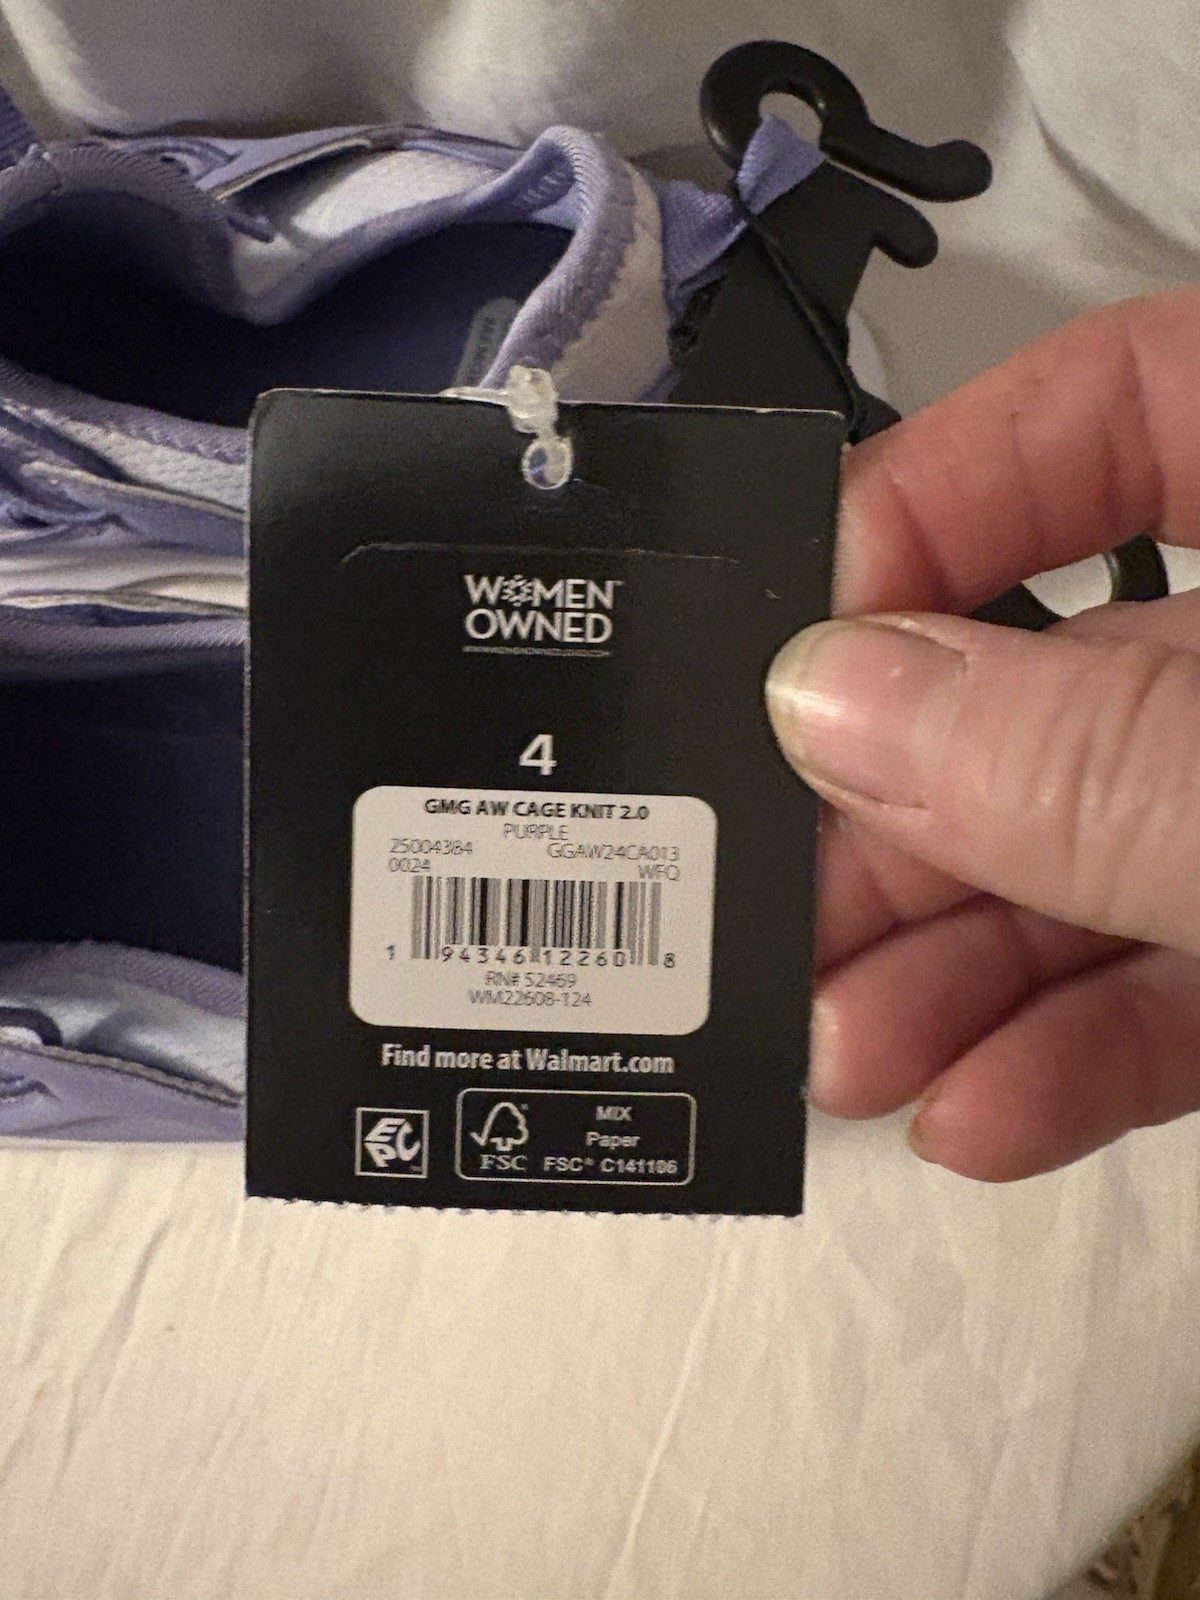 WOMEN™
OWNED
4
GMG AW CAGE KNIT 2.0
PURPLE
25004384 GGAW24CA013
0024 WFQ
1 94346 12260 8
RN# 52469
WM22608-124
Find more at Walmart.com
EPC
MIX
Paper
FSC FSC® C141106